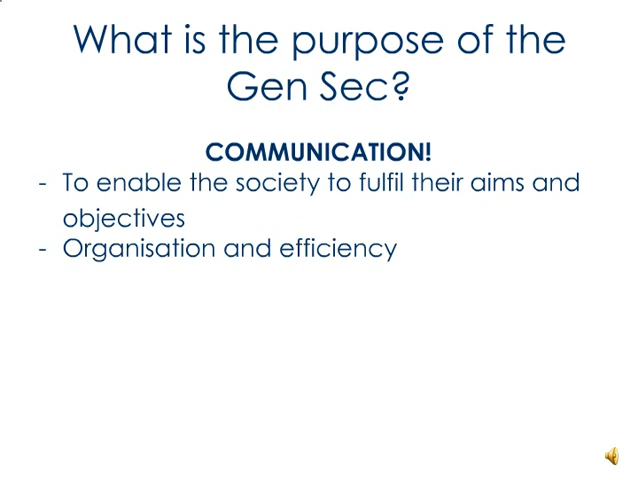 What is the purpose of the
Gen Sec?
COMMUNICATION!
- To enable the society to fulfil their aims and
objectives
- Organisation and efficiency